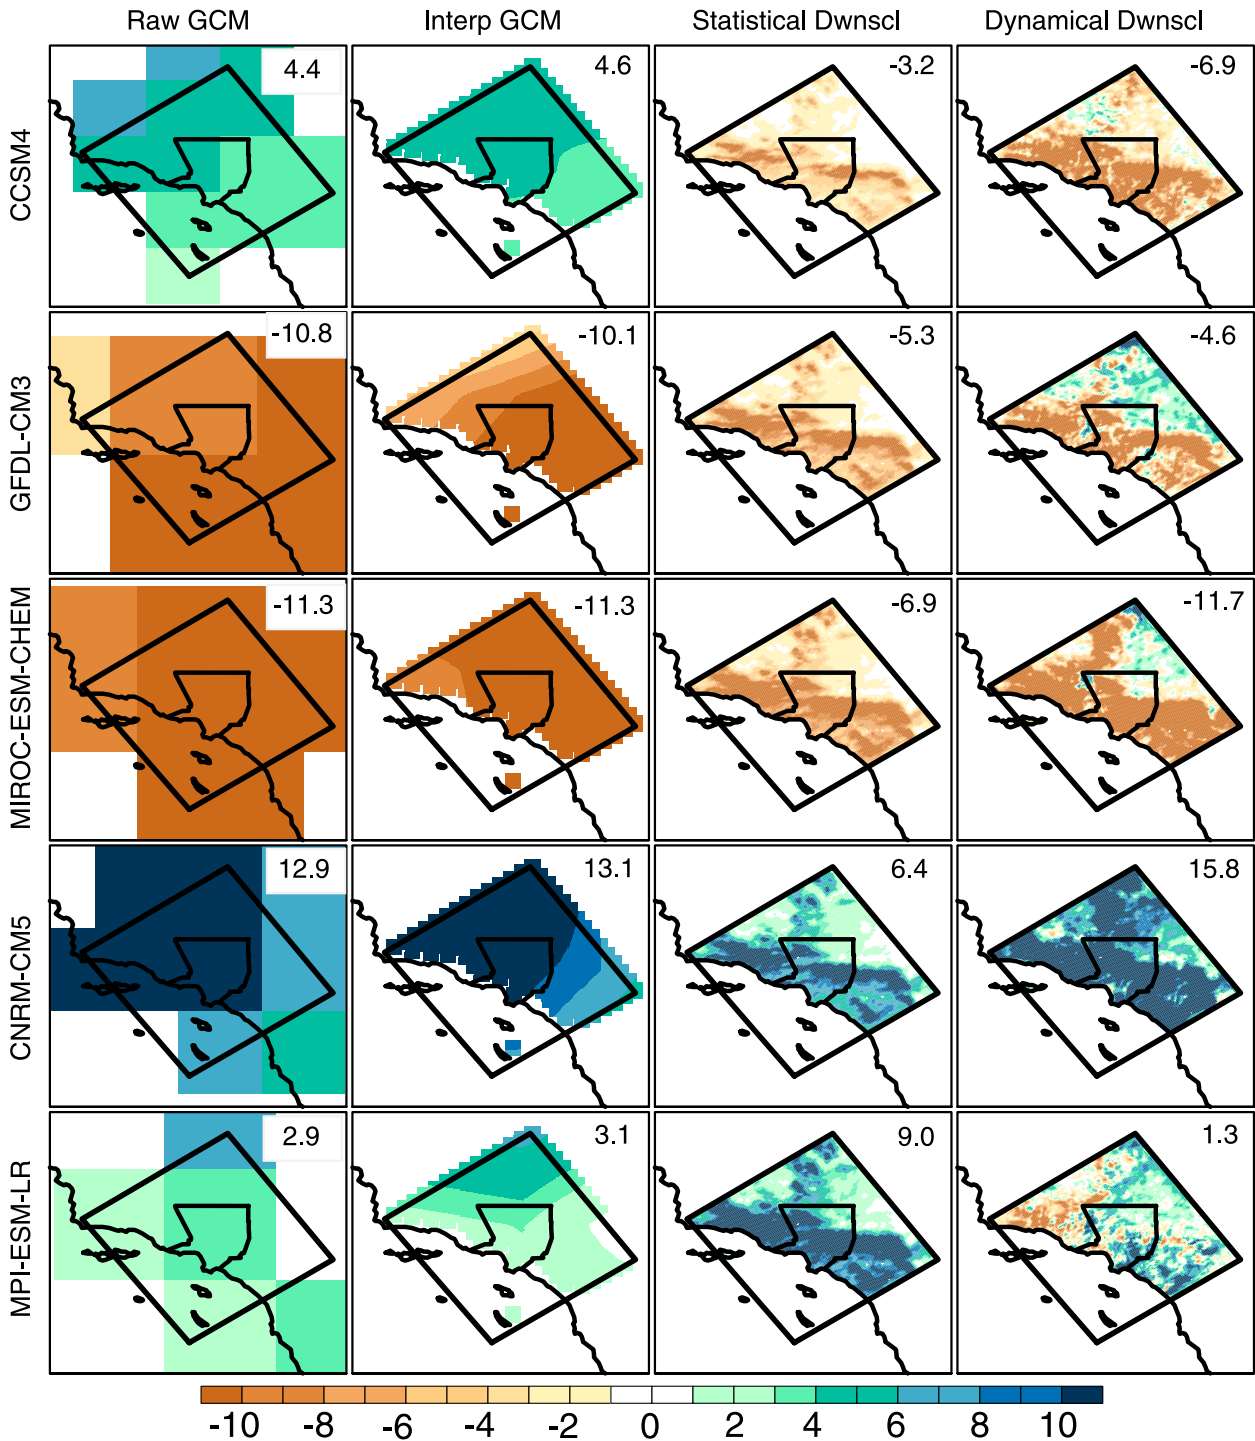 Raw GCM Interp GCM Statistical Dwnscl Dynamical Dwnscl
CCSM4 4.4 4.6 -3.2 -6.9
GFDL-CM3 -10.8 -10.1 -5.3 -4.6
MIROC-ESM-CHEM -11.3 -11.3 -6.9 -11.7
CNRM-CM5 12.9 13.1 6.4 15.8
MPI-ESM-LR 2.9 3.1 9.0 1.3
-10 -8 -6 -4 -2 0 2 4 6 8 10